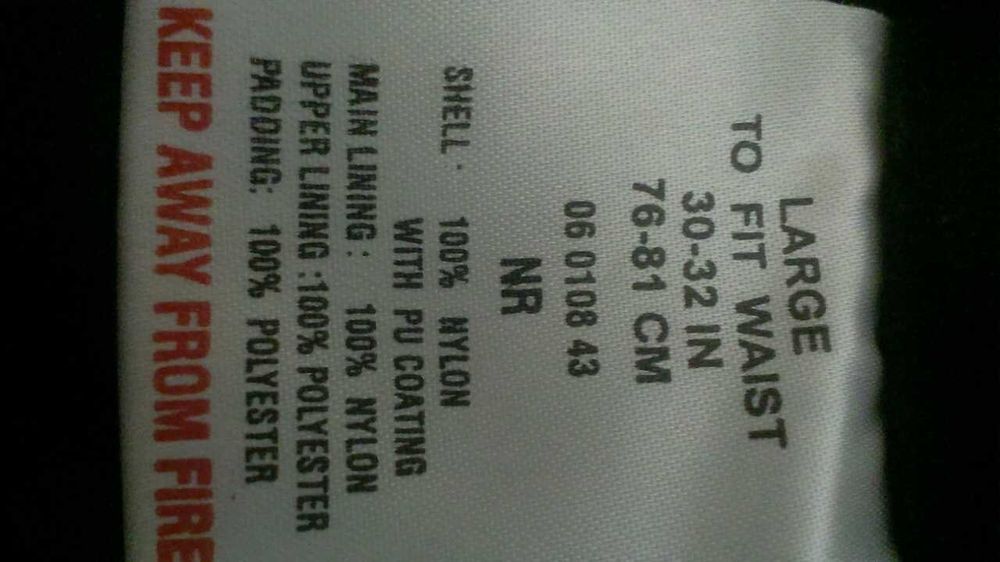 LARGE
TO FIT WAIST
30-32 IN
76-81 CM
06 0108 43
NR
SHELL · 100% NYLON
WITH PU COATING
MAIN LINING : 100% NYLON
UPPER LINING :100% POLYESTER
PADDING: 100% POLYESTER
KEEP AWAY FROM FIRE